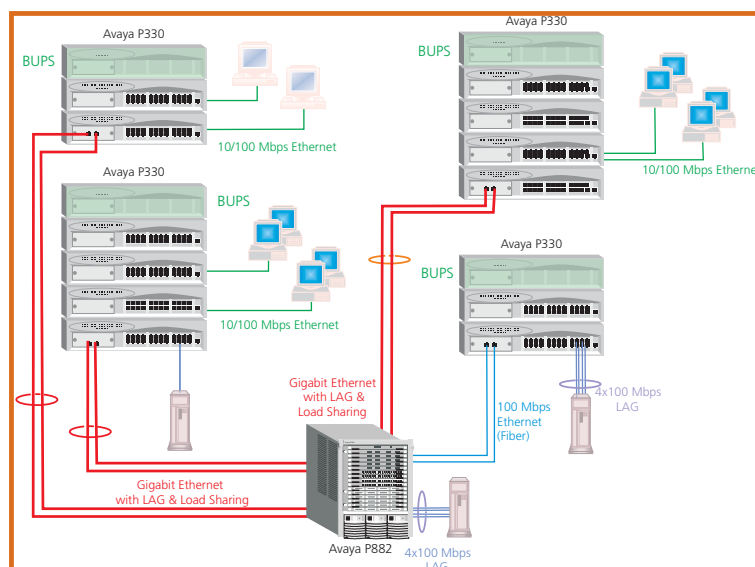 Avaya P330
BUPS
10/100 Mbps Ethernet
Avaya P330
BUPS
10/100 Mbps Ethernet
Avaya P330
BUPS
10/100 Mbps Ethernet
Avaya P330
BUPS
Gigabit Ethernet
with LAG &
Load Sharing
100 Mbps
Ethernet
(Fiber)
4x100 Mbps
LAG
Gigabit Ethernet
with LAG & Load Sharing
Avaya P882
4x100 Mbps
LAG